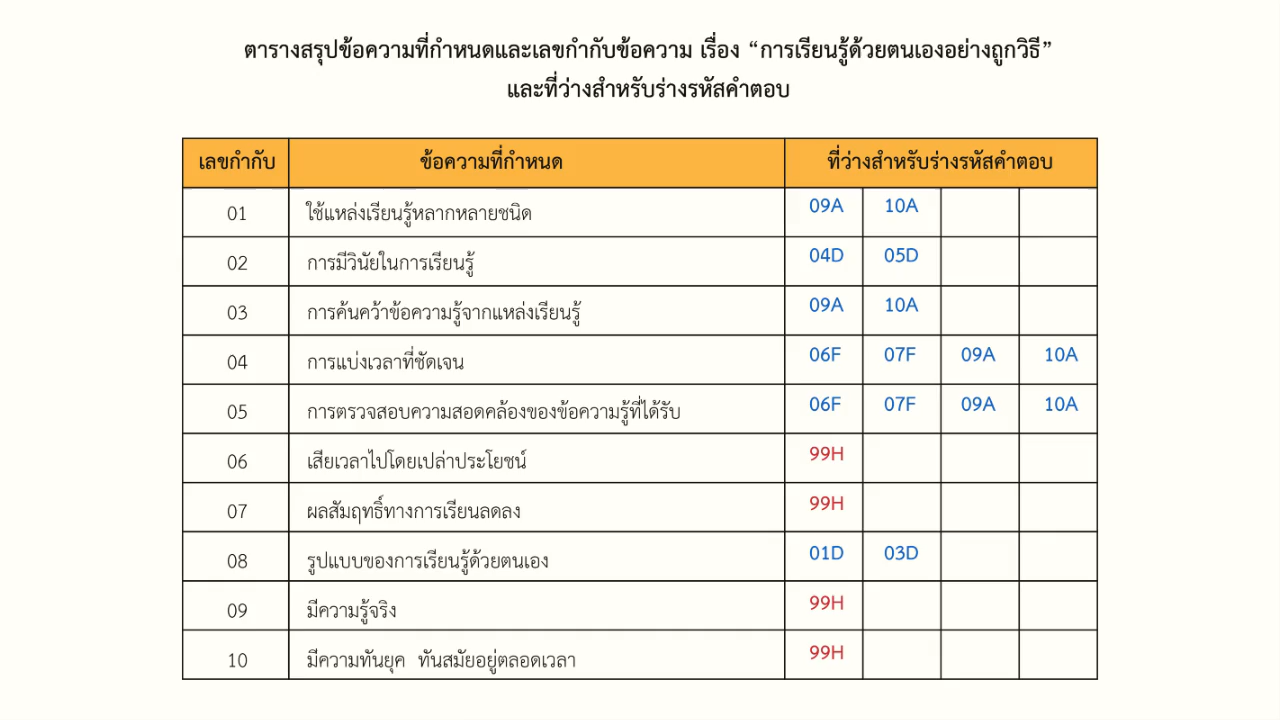 ตารางสรุปข้อความที่กำหนดและเลขกำกับข้อความ เรื่อง “การเรียนรู้ด้วยตนเองอย่างถูกวิธี”
และที่ว่างสำหรับร่างรหัสคำตอบ
เลขกำกับ ข้อความที่กำหนด ที่ว่างสำหรับร่างรหัสคำตอบ
01 ใช้แหล่งเรียนรู้หลากหลายชนิด 09A 10A
02 การมีวินัยในการเรียนรู้ 04D 05D
03 การค้นคว้าข้อความรู้จากแหล่งเรียนรู้ 09A 10A
04 การแบ่งเวลาที่ชัดเจน 06F 07F 09A 10A
05 การตรวจสอบความสอดคล้องของข้อความรู้ที่ได้รับ 06F 07F 09A 10A
06 เสียเวลาไปโดยเปล่าประโยชน์ 99H
07 ผลสัมฤทธิ์ทางการเรียนลดลง 99H
08 รูปแบบของการเรียนรู้ด้วยตนเอง 01D 03D
09 มีความรู้จริง 99H
10 มีความทันยุค ทันสมัยอยู่ตลอดเวลา 99H